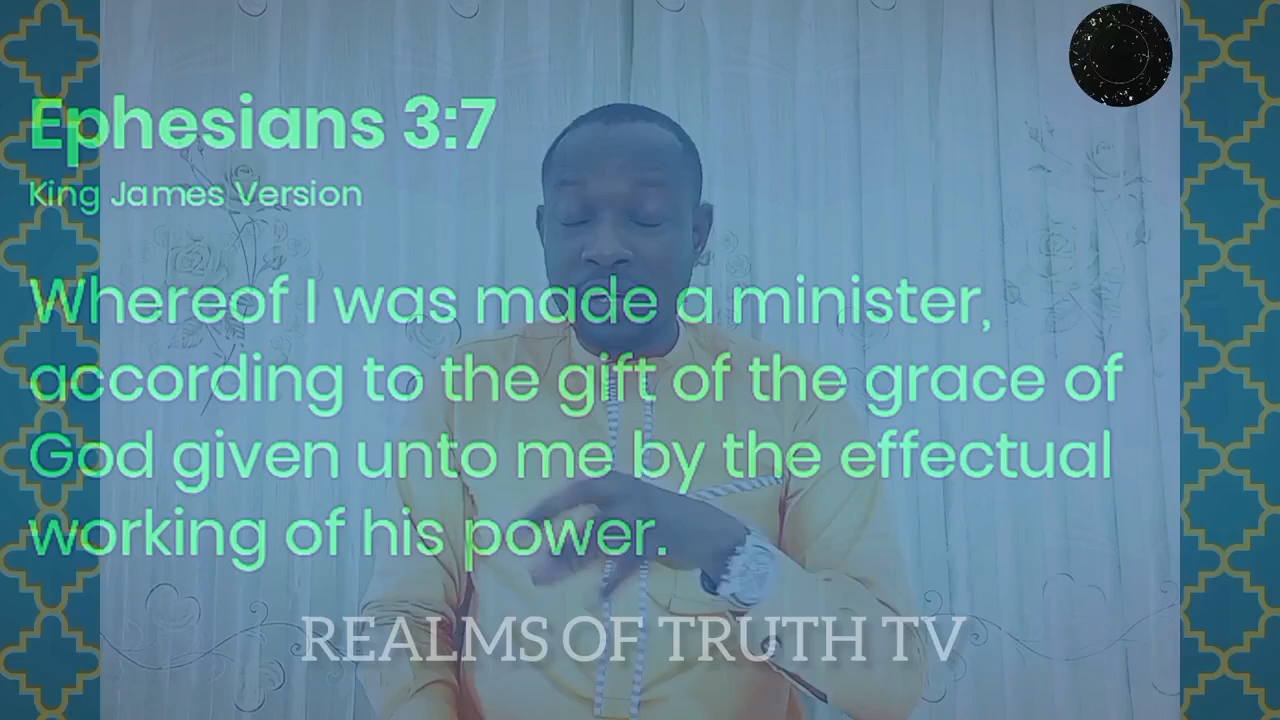 Ephesians 3:7
King James Version
Whereof I was made a minister,
according to the gift of the grace of
God given unto me by the effectual
working of his power.
REALMS OF TRUTH TV